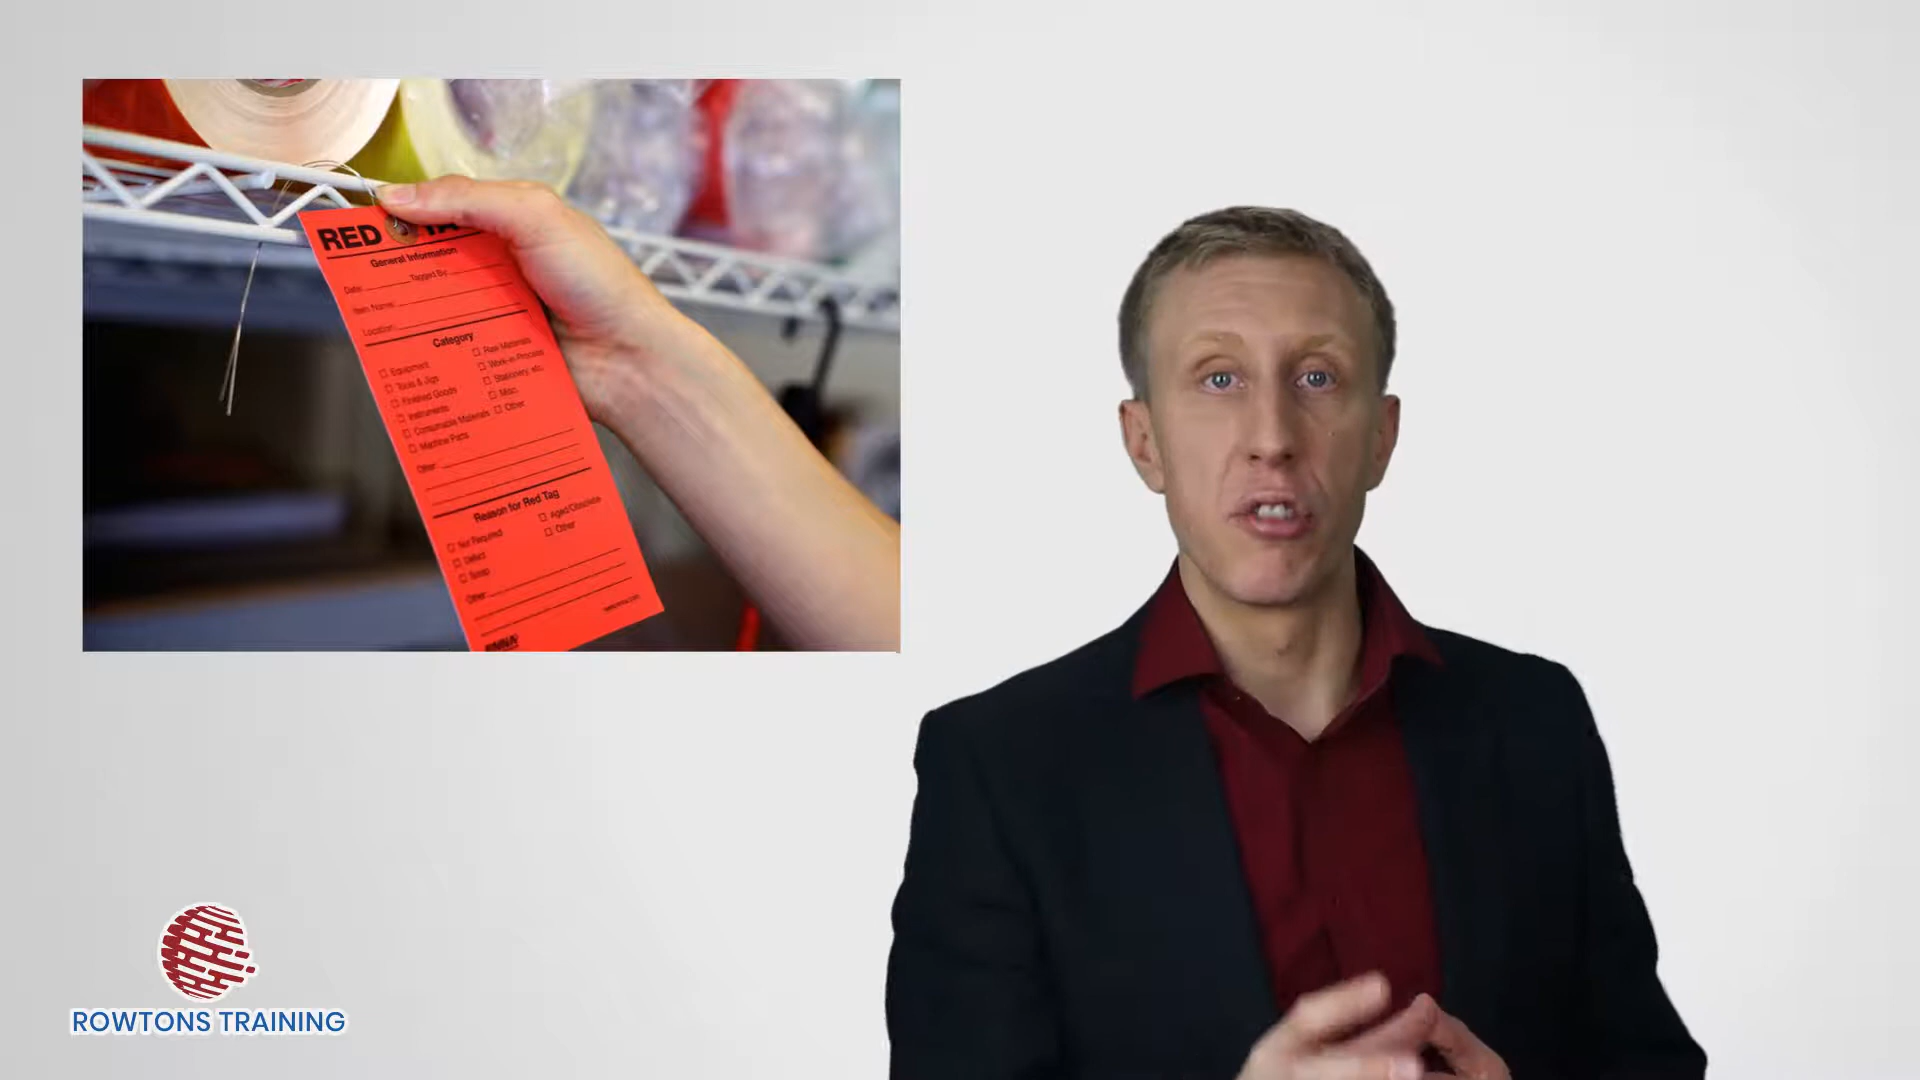 RED TA
General Information
Date: Tagged By:
Item Name:
Location:
Category
Equipment
Tools & Jigs
Finished Goods
Instruments
Consumable Materials
Machine Parts
Raw Materials
Work-in-Process
Stationery, etc.
Misc.
Other
Other:
Reason for Red Tag
Not Required
Defect
Scrap
Aged/Obsolete
Other
Other:
ROWTONS TRAINING